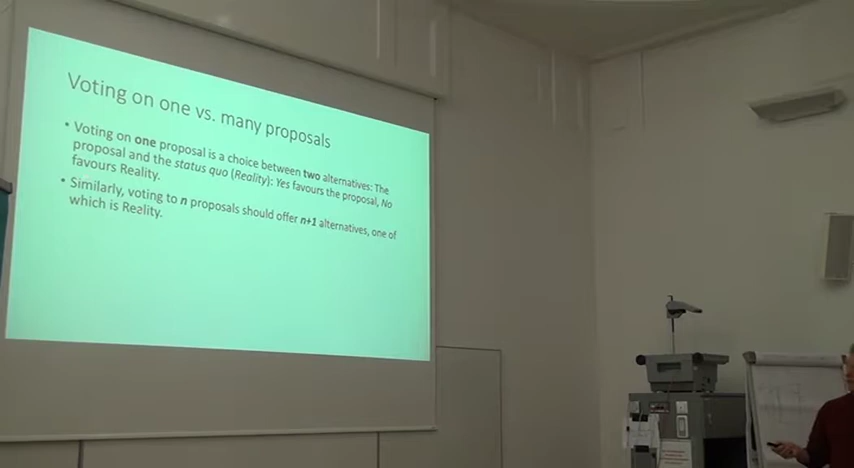 Voting on one vs. many proposals
• Voting on one proposal is a choice between two alternatives: The
proposal and the status quo (Reality): Yes favours the proposal, No
favours Reality.
• Similarly, voting to n proposals should offer n+1 alternatives, one of
which is Reality.